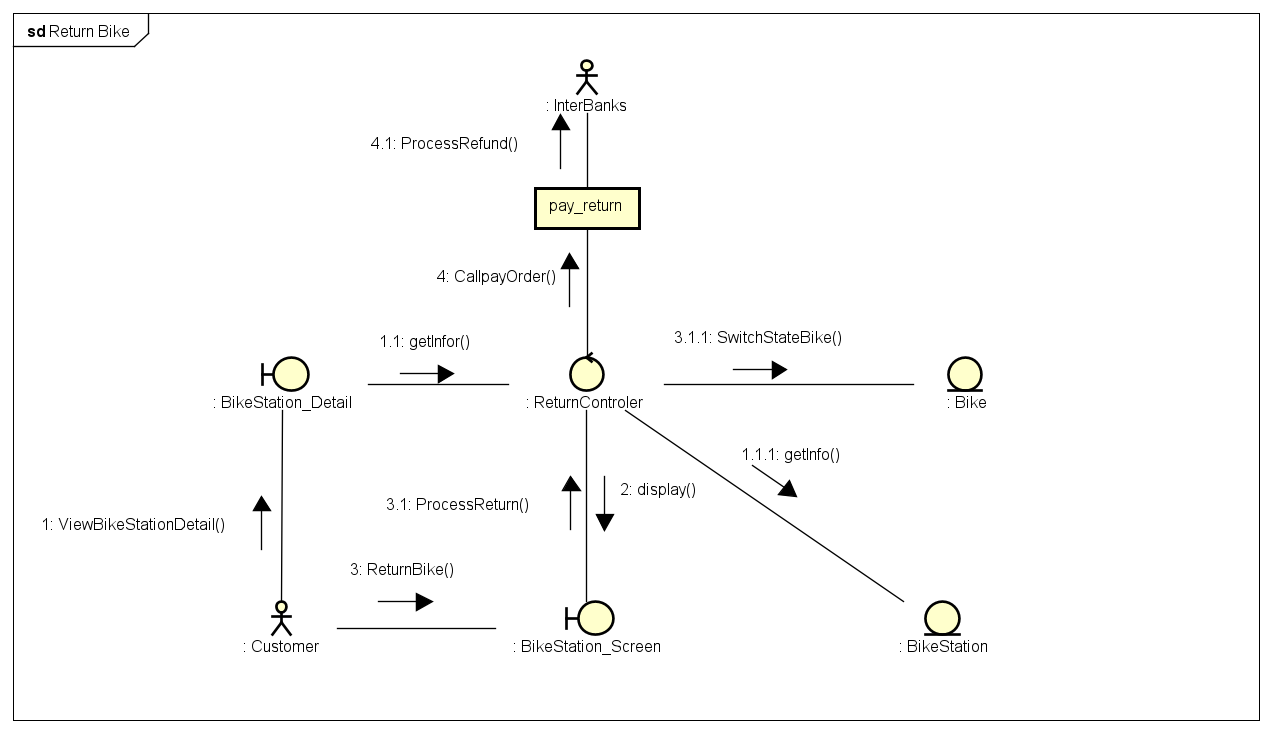 sd Return Bike
: InterBanks
4.1: ProcessRefund()
pay_return
4: CallpayOrder()
1.1: getInfor()
3.1.1: SwitchStateBike()
: BikeStation_Detail
: ReturnControler
: Bike
1.1.1: getInfo()
2: display()
3.1: ProcessReturn()
1: ViewBikeStationDetail()
3: ReturnBike()
: Customer
: BikeStation_Screen
: BikeStation